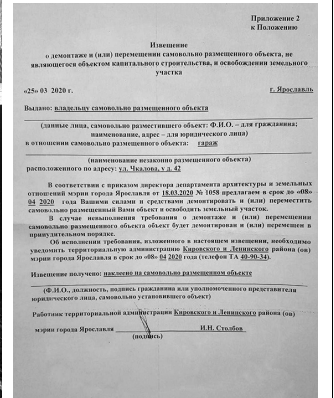 Приложение 2
к Положению
Извещение
о демонтаже и (или) перемещении самовольно размещенного объекта, не
являющегося объектом капитального строительства, и освобождении земельного
участка
«25» 03 2020 г. г. Ярославль
Выдано: владельцу самовольно размещенного объекта
(данные лица, самовольно разместившего объект: Ф.И.О. – для гражданина;
наименование, адрес – для юридического лица)
в отношении самовольно размещенного объекта: гараж
(наименование незаконно размещенного объекта)
расположенного по адресу: ул. Чкалова, у д. 42
В соответствии с приказом директора департамента архитектуры и земельных
отношений мэрии города Ярославля от 18.03.2020 № 1058 предлагаем в срок до «08»
04 2020 года Вашими силами и средствами демонтировать и (или) переместить
самовольно размещенный Вами объект и освободить земельный участок.
В случае невыполнения требования о демонтаже и (или) перемещении
самовольно размещенного объекта объект будет демонтирован и (или) перемещен в
принудительном порядке.
Об исполнении требования, изложенного в настоящем извещении, необходимо
уведомить территориальную администрацию Кировского и Ленинского района (ов)
мэрии города Ярославля в срок до «08» 04 2020 года (телефон ТА 40-90-34).
Извещение получено: наклеено на самовольно размещенном объекте
(Ф.И.О., должность, подпись гражданина или уполномоченного представителя
юридического лица, самовольно установившего объект)
Работник территориальной администрации Кировского и Ленинского района (ов)
мэрии города Ярославля И.Н. Столбов
(подпись)